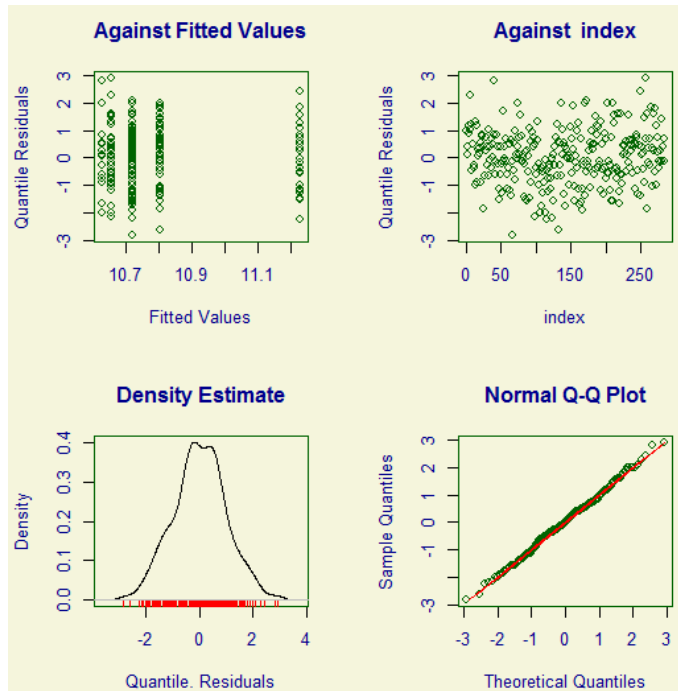 Against Fitted Values
Quantile Residuals
3
2
1
0
-1
-3
10.7 10.9 11.1
Fitted Values
Against index
Quantile Residuals
3
2
1
0
-1
-3
0 50 150 250
index
Density Estimate
Density
0.4
0.3
0.2
0.1
0.0
-2 0 2 4
Quantile. Residuals
Normal Q-Q Plot
Sample Quantiles
3
2
1
0
-1
-3
-3 -2 -1 0 1 2 3
Theoretical Quantiles